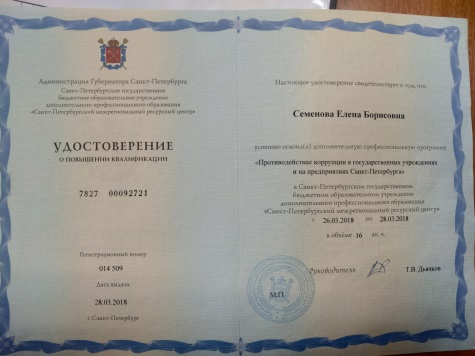 Администрация Губернатора Санкт-Петербурга
Санкт-Петербургское государственное
бюджетное образовательное учреждение
дополнительного профессионального образования
«Санкт-Петербургский межрегиональный ресурсный центр»
УДОСТОВЕРЕНИЕ
О ПОВЫШЕНИИ КВАЛИФИКАЦИИ
7827 00092721
Регистрационный номер
014 509
Дата выдачи
28.03.2018
г. Санкт-Петербург
Настоящее удостоверение свидетельствует о том, что
Семенова Елена Борисовна
успешно освоил(а) дополнительную профессиональную программу
«Противодействие коррупции в государственных учреждениях
и на предприятиях Санкт-Петербурга»
в Санкт-Петербургском государственном
бюджетном образовательном учреждении
дополнительного профессионального образования
«Санкт-Петербургский межрегиональный ресурсный центр»
с 26.03.2018 по 28.03.2018
в объёме 16 ак. ч.
Руководитель Т.В. Дьячков
М.П.